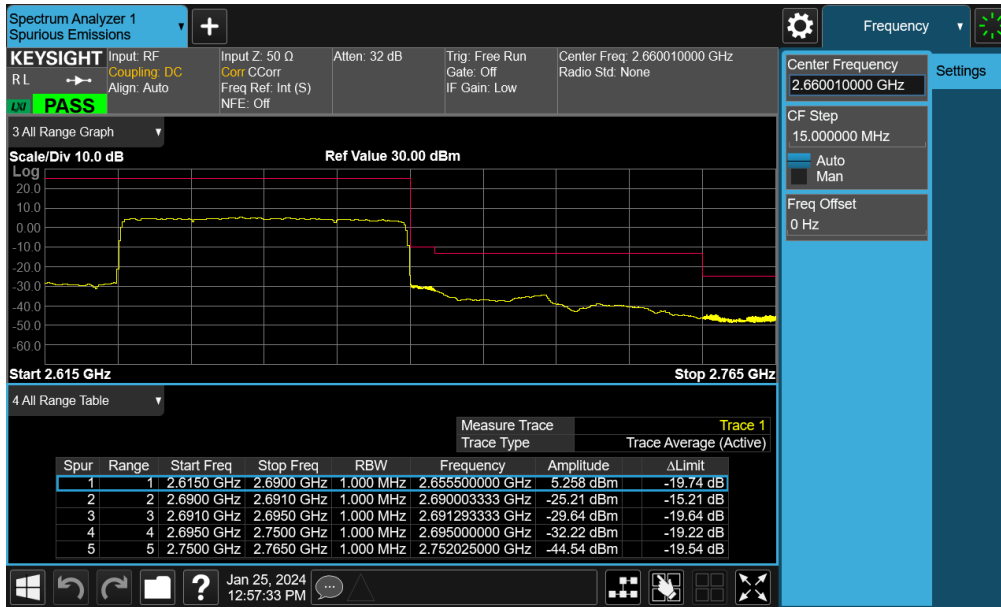 Spectrum Analyzer 1
Spurious Emissions
Frequency
KEYSIGHT
Input: RF
Coupling: DC
Align: Auto
Input Z: 50 Ω
Corr CCorr
Freq Ref: Int (S)
NFE: Off
Atten: 32 dB
Trig: Free Run
Gate: Off
IF Gain: Low
Center Freq: 2.660010000 GHz
Radio Std: None
R L
LXI
PASS
Center Frequency
2.660010000 GHz
Settings
CF Step
15.000000 MHz
Auto
Man
Freq Offset
0 Hz
3 All Range Graph
Scale/Div 10.0 dB
Ref Value 30.00 dBm
Log
20.0
10.0
0.00
-10.0
-20.0
-30.0
-40.0
-50.0
-60.0
Start 2.615 GHz
Stop 2.765 GHz
4 All Range Table
Measure Trace Trace 1
Trace Type Trace Average (Active)
Spur Range Start Freq Stop Freq RBW Frequency Amplitude ∆Limit
1 1 2.6150 GHz 2.6900 GHz 1.000 MHz 2.655500000 GHz 5.258 dBm -19.74 dB
2 2 2.6900 GHz 2.6910 GHz 1.000 MHz 2.690003333 GHz -25.21 dBm -15.21 dB
3 3 2.6910 GHz 2.6950 GHz 1.000 MHz 2.691293333 GHz -29.64 dBm -19.64 dB
4 4 2.6950 GHz 2.7500 GHz 1.000 MHz 2.695000000 GHz -32.22 dBm -19.22 dB
5 5 2.7500 GHz 2.7650 GHz 1.000 MHz 2.752025000 GHz -44.54 dBm -19.54 dB
Jan 25, 2024
12:57:33 PM